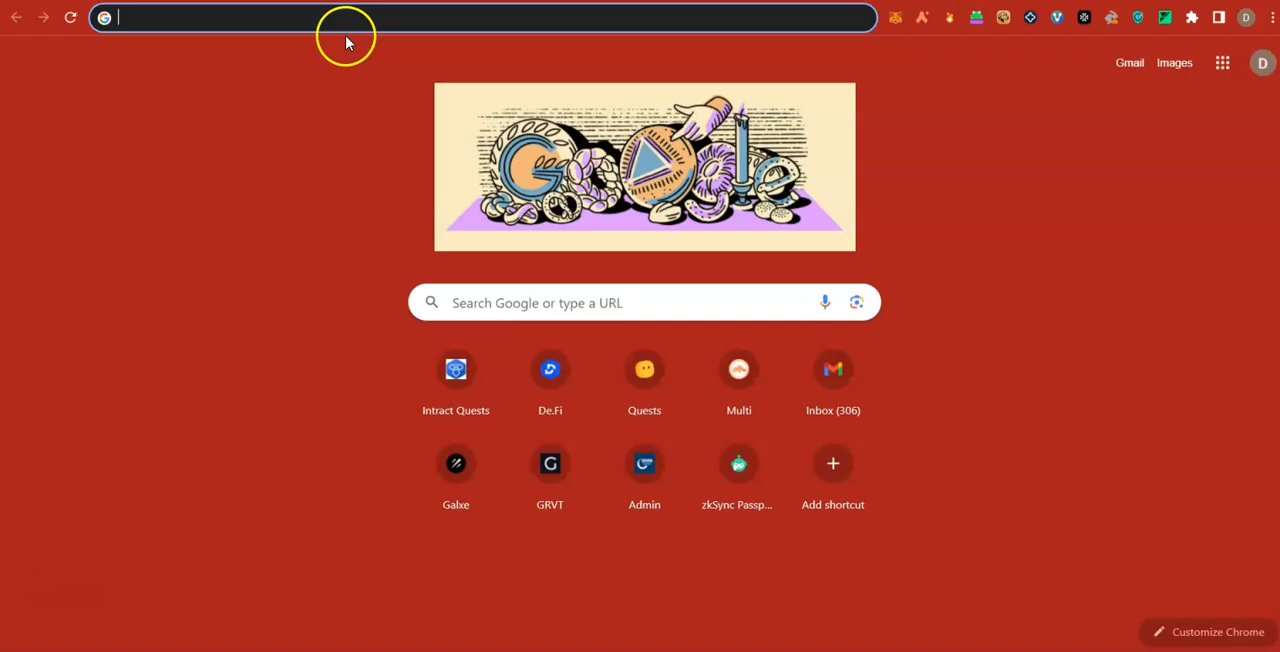 D
Gmail
Images
D
Google
Search Google or type a URL
Intract Quests
De.Fi
Quests
Multi
Inbox (306)
Galxe
GRVT
Admin
zkSync Passp...
Add shortcut
Customize Chrome